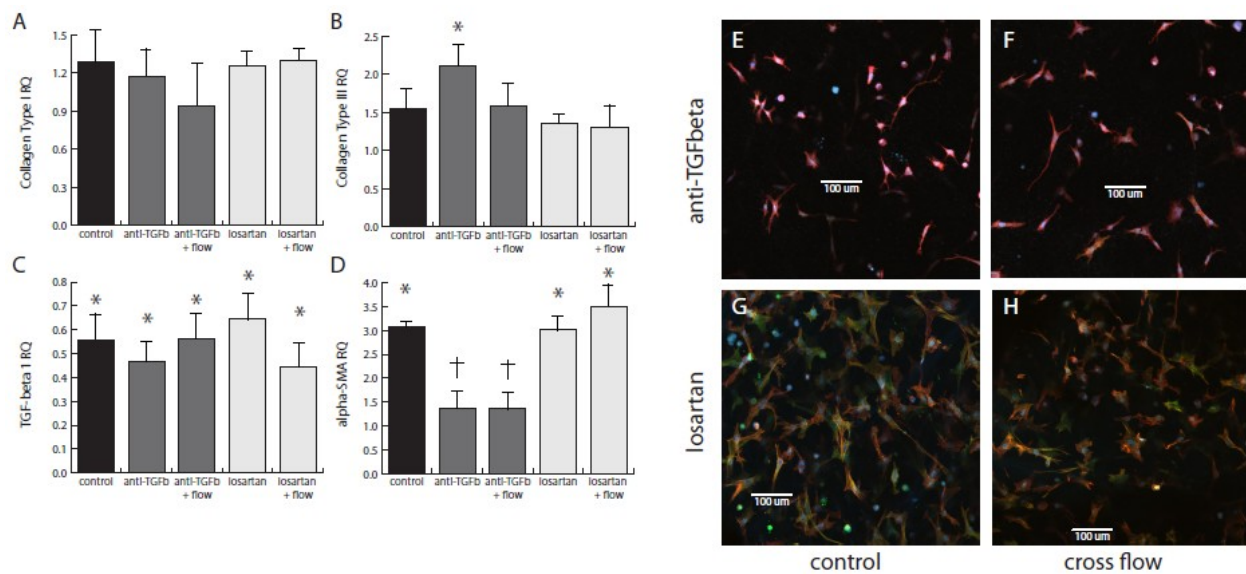 A
Collagen Type I RQ
1.5
1.2
0.9
1.3
0.0
control
anti-TGFb
anti-TGFb
+ flow
losartan
losartan
+ flow
B
*
Collagen Type III RQ
2.5
2.0
1.5
1.0
0.5
0.0
control
anti-TGFb
anti-TGFb
+ flow
losartan
losartan
+ flow
C
* * * * *
TGF-beta 1 RQ
0.8
0.7
0.6
0.5
0.4
0.3
0.2
0.1
0.0
control
anti-TGFb
anti-TGFb
+ flow
losartan
losartan
+ flow
D
* † † * *
alpha-SMA RQ
4.0
3.5
3.0
2.5
2.0
1.5
1.0
0.5
0.0
control
anti-TGFb
anti-TGFb
+ flow
losartan
losartan
+ flow
anti-TGFbeta
E
100 um
F
100 um
losartan
G
100 um
H
100 um
control
cross flow